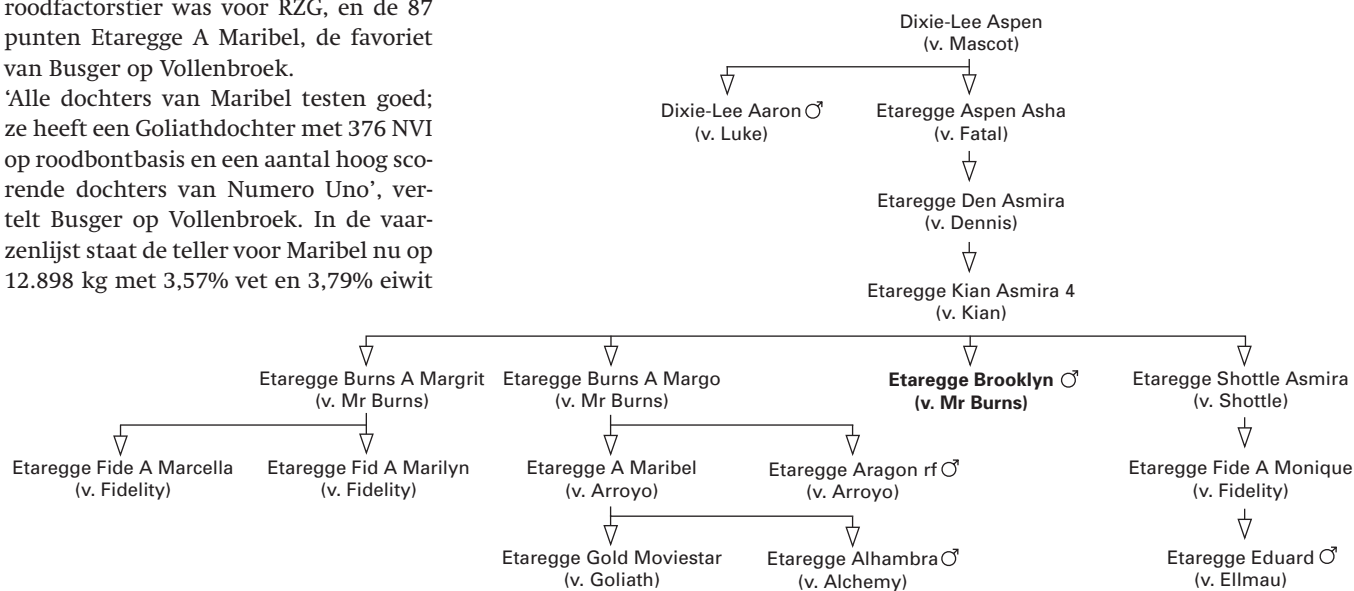 roodfactorstier was voor RZG, en de 87
punten Etaregge A Maribel, de favoriet
van Busger op Vollenbroek.
‘Alle dochters van Maribel testen goed;
ze heeft een Goliathdochter met 376 NVI
op roodbontbasis en een aantal hoog sco-
rende dochters van Numero Uno’, ver-
telt Busger op Vollenbroek. In de vaar-
zenlijst staat de teller voor Maribel nu op
12.898 kg met 3,57% vet en 3,79% eiwit
Dixie-Lee Aspen
(v. Mascot)
Dixie-Lee Aaron ♂
(v. Luke)
Etaregge Aspen Asha
(v. Fatal)
Etaregge Den Asmira
(v. Dennis)
Etaregge Kian Asmira 4
(v. Kian)
Etaregge Burns A Margrit
(v. Mr Burns)
Etaregge Burns A Margo
(v. Mr Burns)
Etaregge Brooklyn ♂
(v. Mr Burns)
Etaregge Shottle Asmira
(v. Shottle)
Etaregge Fide A Marcella
(v. Fidelity)
Etaregge Fid A Marilyn
(v. Fidelity)
Etaregge A Maribel
(v. Arroyo)
Etaregge Aragon rf ♂
(v. Arroyo)
Etaregge Fide A Monique
(v. Fidelity)
Etaregge Gold Moviestar
(v. Goliath)
Etaregge Alhambra ♂
(v. Alchemy)
Etaregge Eduard ♂
(v. Ellmau)